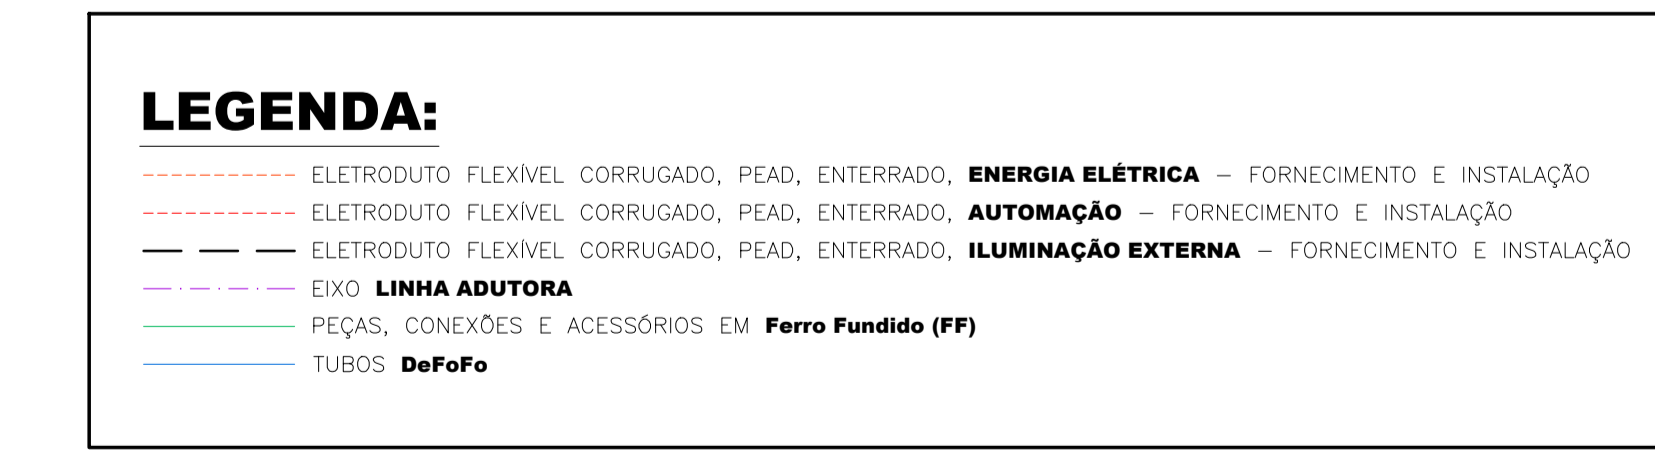 LEGENDA:
ELETRODUTO FLEXÍVEL CORRUGADO, PEAD, ENTERRADO, ENERGIA ELÉTRICA – FORNECIMENTO E INSTALAÇÃO
ELETRODUTO FLEXÍVEL CORRUGADO, PEAD, ENTERRADO, AUTOMAÇÃO – FORNECIMENTO E INSTALAÇÃO
ELETRODUTO FLEXÍVEL CORRUGADO, PEAD, ENTERRADO, ILUMINAÇÃO EXTERNA – FORNECIMENTO E INSTALAÇÃO
EIXO LINHA ADUTORA
PEÇAS, CONEXÕES E ACESSÓRIOS EM Ferro Fundido (FF)
TUBOS DeFoFo